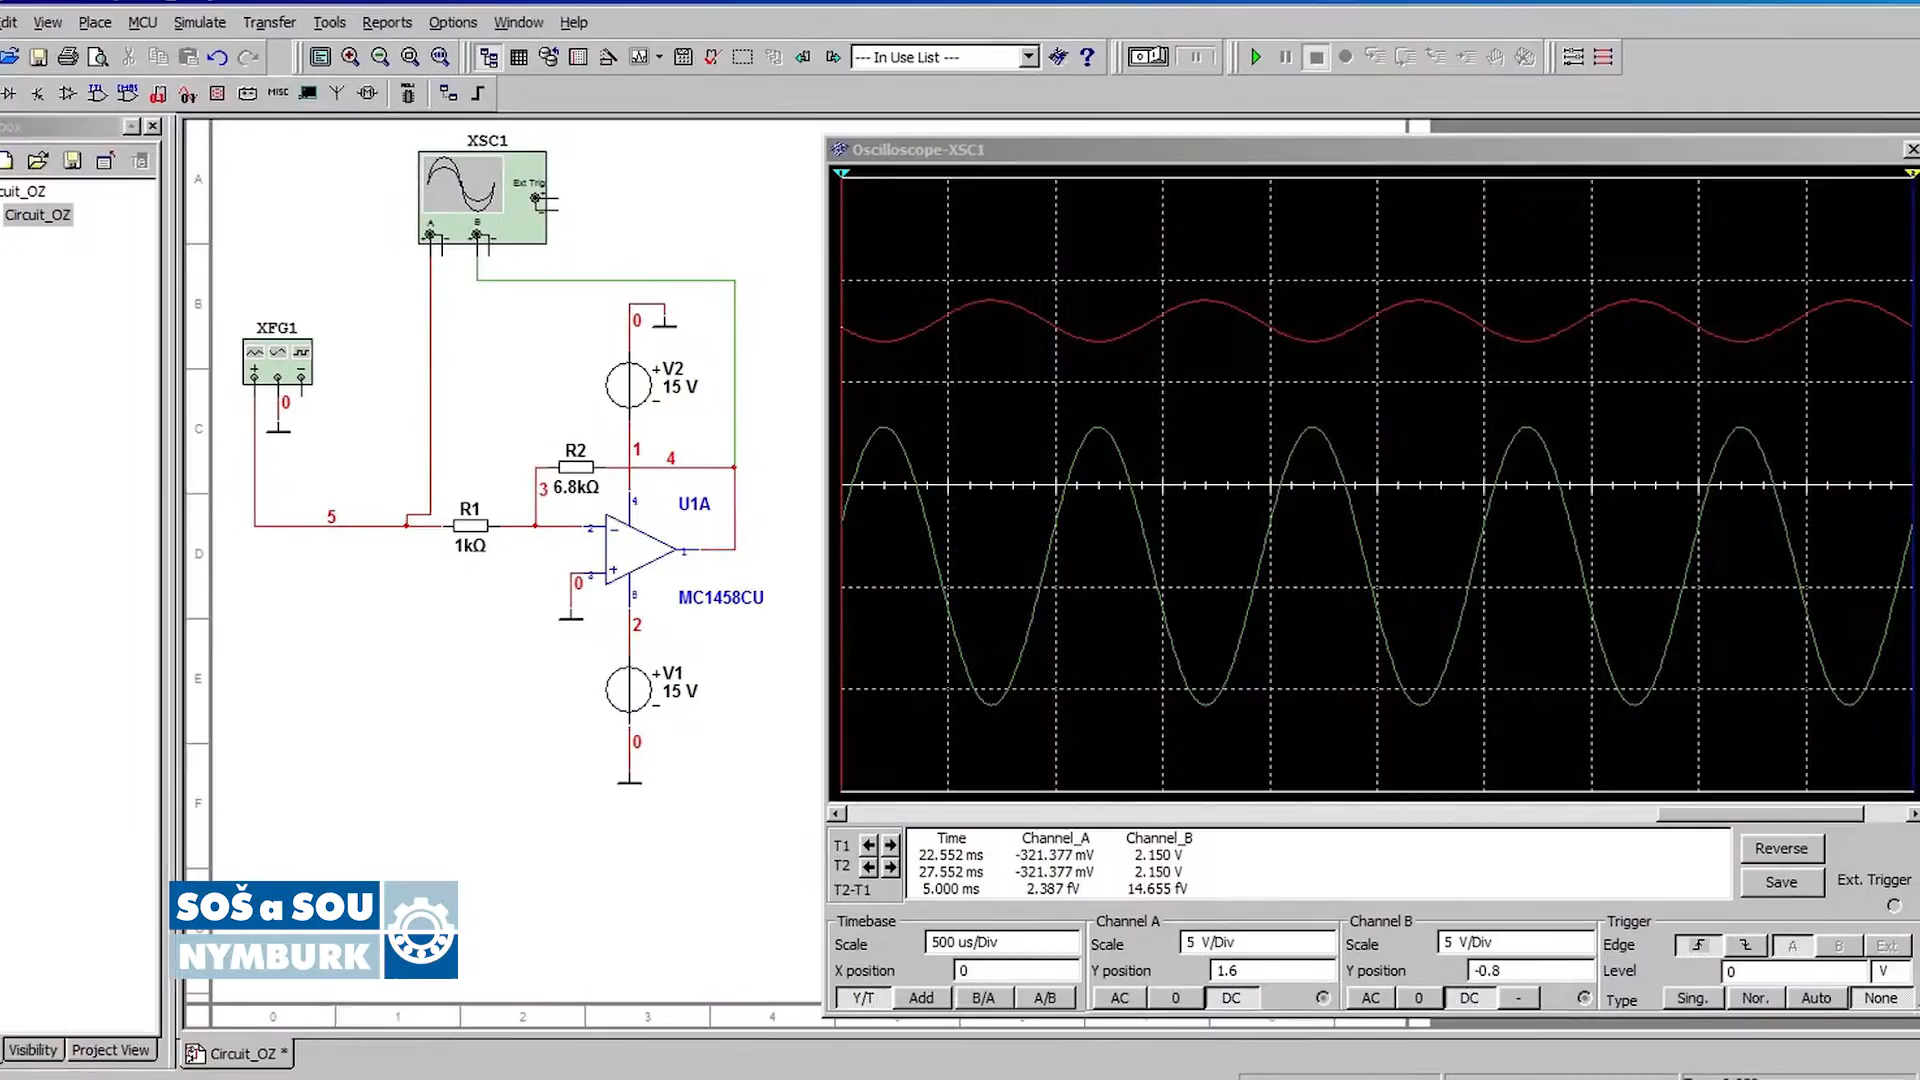 View Place MCU Simulate Transfer Tools Reports Options Window Help
--- In Use List ---
MISC
Circuit_OZ
XSC1
Ext Trig
A B
XFG1
0
0
V2
15 V
1
R2
4
3 6.8kΩ
4
U1A
5
R1
1kΩ
2
1
3
0
8
MC1458CU
2
V1
15 V
0
A
B
C
D
E
F
0 1 2 3 4
SOŠ a SOU
NYMBURK
Visibility Project View
Circuit_OZ *
Oscilloscope-XSC1
Time Channel_A Channel_B
T1 22.552 ms -321.377 mV 2.150 V
T2 27.552 ms -321.377 mV 2.150 V
T2-T1 5.000 ms 2.387 fV 14.655 fV
Reverse
Save
Ext. Trigger
Timebase
Scale 500 us/Div
X position 0
Y/T Add B/A A/B
Channel A
Scale 5 V/Div
Y position 1.6
AC 0 DC
Channel B
Scale 5 V/Div
Y position -0.8
AC 0 DC -
Trigger
Edge A B Ext
Level 0 V
Type Sing. Nor. Auto None